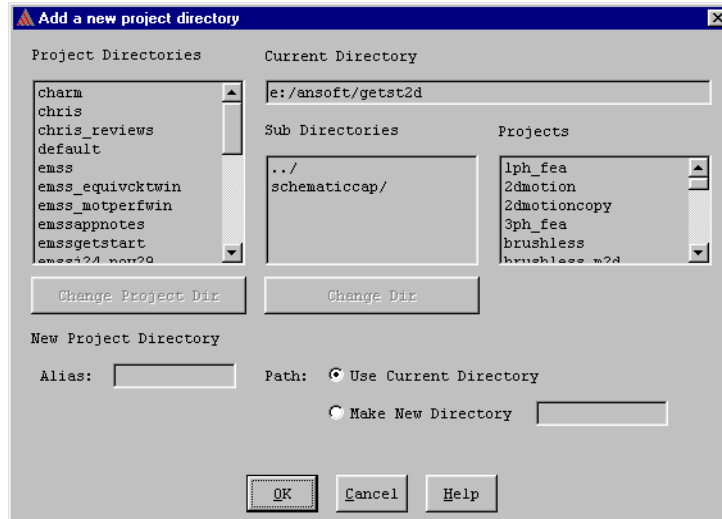 Add a new project directory
Project Directories
charm
chris
chris_reviews
default
emss
emss_equivcktwin
emss_motperfwin
emssappnotes
emssgetstart
emssi24_nov29
Change Project Dir
Current Directory
e:/ansoft/getst2d
Sub Directories
../
schematiccap/
Change Dir
Projects
1ph_fea
2dmotion
2dmotioncopy
3ph_fea
brushless
brushless_m2d
New Project Directory
Alias:
Path:
Use Current Directory
Make New Directory
OK
Cancel
Help